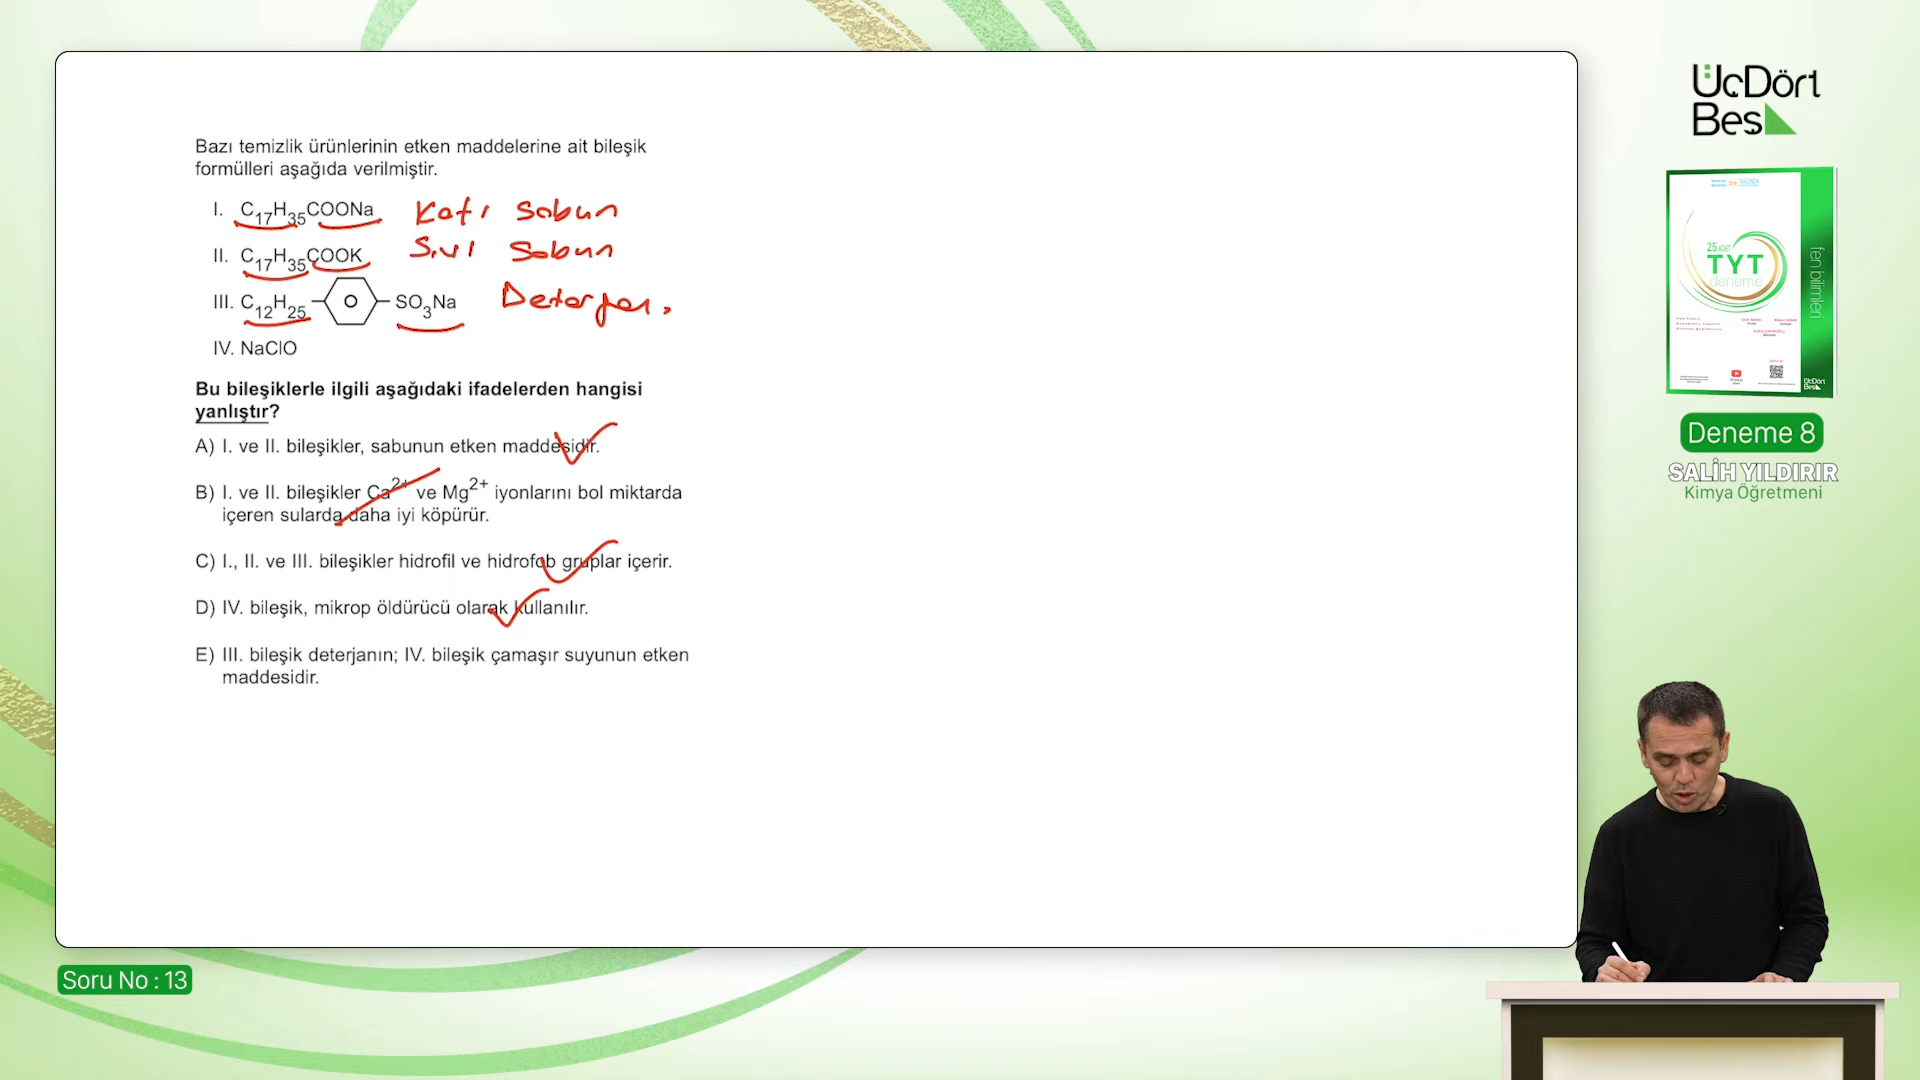 Bazı temizlik ürünlerinin etken maddelerine ait bileşik
formülleri aşağıda verilmiştir.
I. C17H35COONa Katı Sabun
II. C17H35COOK Sıvı Sabun
III. C12H25 SO3Na Deterjan.
IV. NaClO
Bu bileşiklerle ilgili aşağıdaki ifadelerden hangisi
yanlıştır?
A) I. ve II. bileşikler, sabunun etken maddesidir.
B) I. ve II. bileşikler Ca2+ ve Mg2+ iyonlarını bol miktarda
içeren sularda daha iyi köpürür.
C) I., II. ve III. bileşikler hidrofil ve hidrofob gruplar içerir.
D) IV. bileşik, mikrop öldürücü olarak kullanılır.
E) III. bileşik deterjanın; IV. bileşik çamaşır suyunun etken
maddesidir.
Soru No : 13
ÜçDört
Beş
25 ADET
TYT
deneme
fen bilimleri
ÜçDört
Beş
Deneme 8
SALİH YILDIRIR
Kimya Öğretmeni